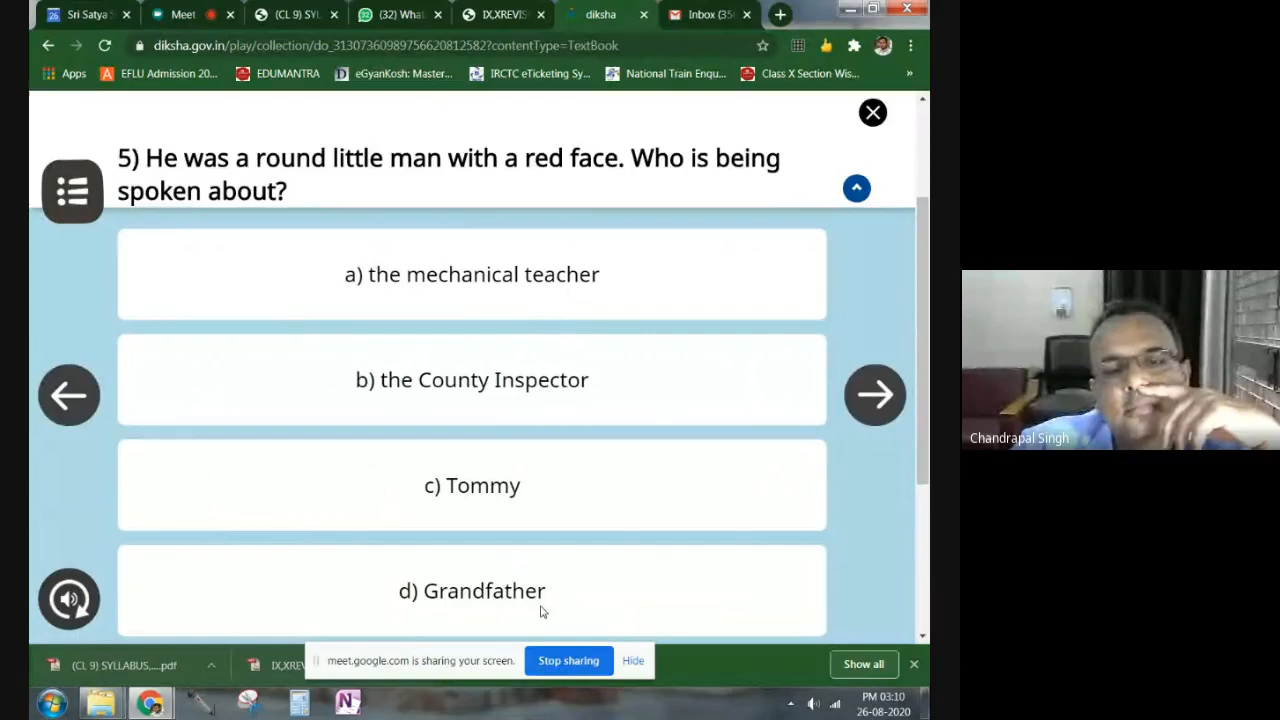 Sri Satya S
Meet
(CL 9) SYL
(32) What
IX,XREVIS
diksha
Inbox (35
diksha.gov.in/play/collection/do_31307360989756620812582?contentType=TextBook
Apps
EFLU Admission 20...
EDUMANTRA
eGyanKosh: Master...
IRCTC eTicketing Sy...
National Train Enqu...
Class X Section Wis...
»
5) He was a round little man with a red face. Who is being
spoken about?
a) the mechanical teacher
b) the County Inspector
c) Tommy
d) Grandfather
Chandrapal Singh
meet.google.com is sharing your screen.
Stop sharing
Hide
(CL 9) SYLLABUS,....pdf
IX,XREV
Show all
PM 03:10
26-08-2020